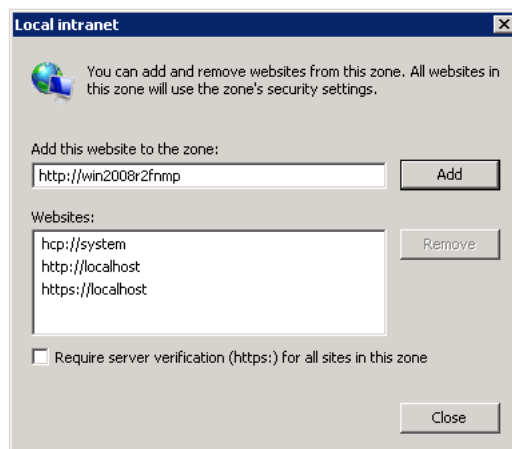 Local intranet
You can add and remove websites from this zone. All websites in
this zone will use the zone's security settings.
Add this website to the zone:
http://win2008r2fnmp
Add
Websites:
hcp://system
http://localhost
https://localhost
Remove
Require server verification (https:) for all sites in this zone
Close